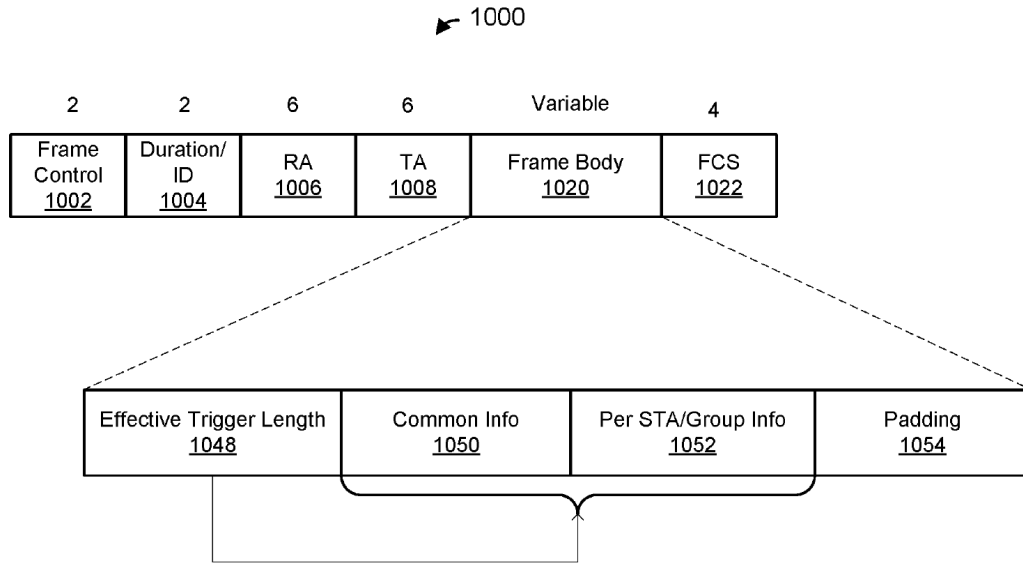 1000
2 2 6 6 Variable 4
Frame Control 1002
Duration/ ID 1004
RA 1006
TA 1008
Frame Body 1020
FCS 1022
Effective Trigger Length 1048
Common Info 1050
Per STA/Group Info 1052
Padding 1054